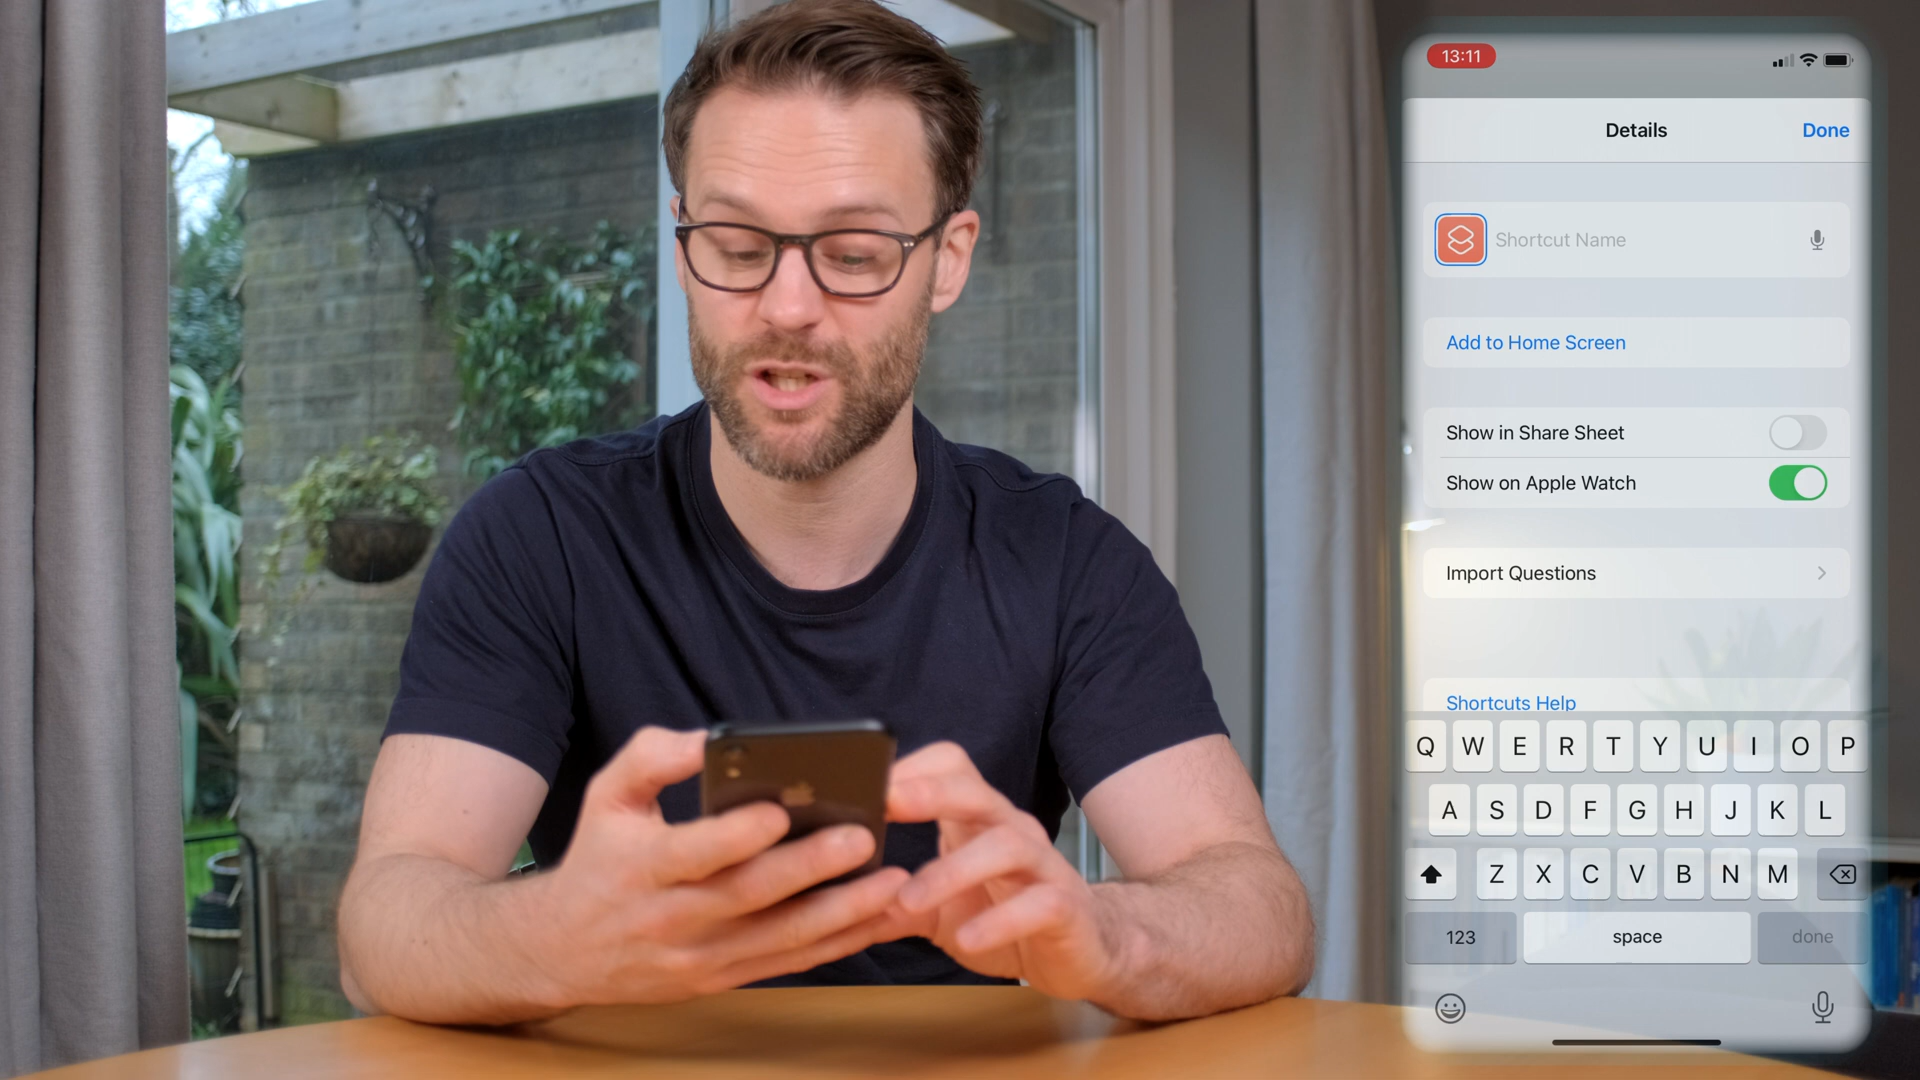 13:11
Details
Done
Shortcut Name
Add to Home Screen
Show in Share Sheet
Show on Apple Watch
Import Questions
Shortcuts Help
Q W E R T Y U I O P
A S D F G H J K L
Z X C V B N M
123 space done